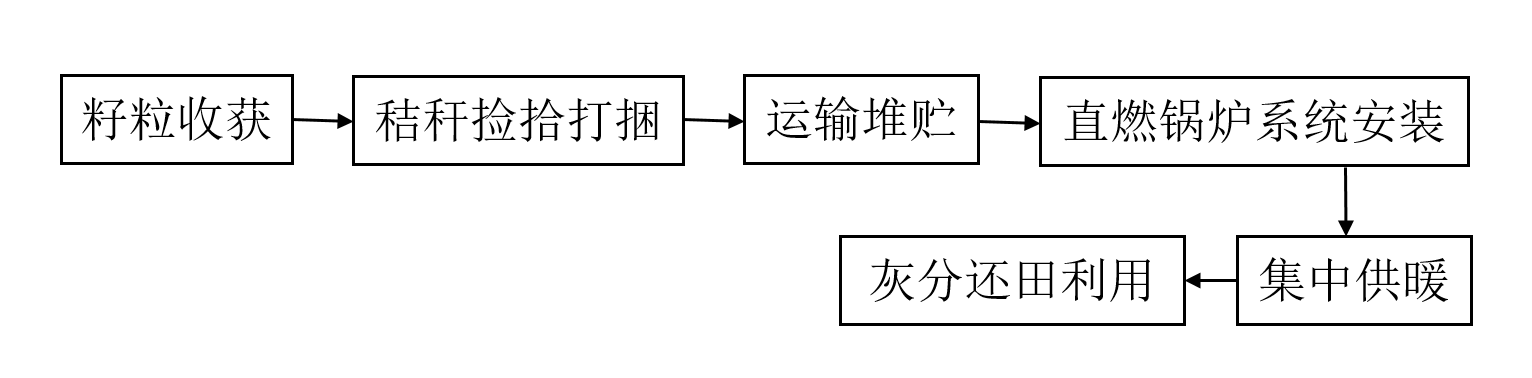 籽粒收获
秸秆捡拾打捆
运输堆贮
直燃锅炉系统安装
集中供暖
灰分还田利用